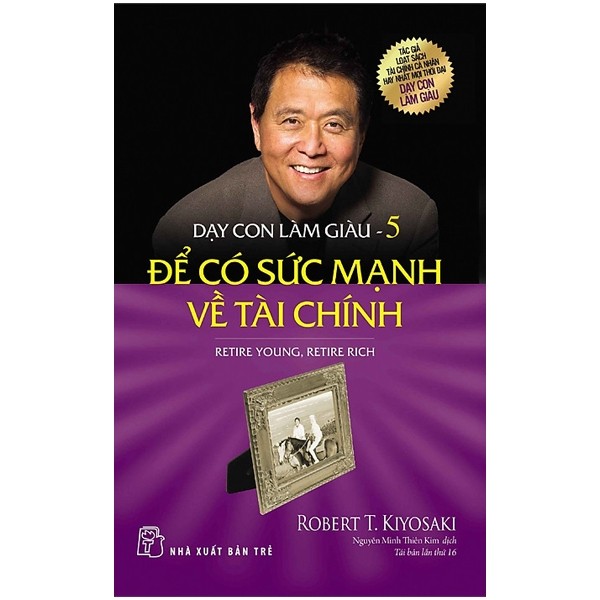 TÁC GIẢ
LOẠT SÁCH
TÀI CHÍNH CÁ NHÂN
HAY NHẤT MỌI THỜI ĐẠI
DẠY CON
LÀM GIÀU
DẠY CON LÀM GIÀU - 5
ĐỂ CÓ SỨC MẠNH
VỀ TÀI CHÍNH
RETIRE YOUNG, RETIRE RICH
ROBERT T. KIYOSAKI
Nguyễn Minh Thiên Kim dịch
Tái bản lần thứ 16
NHÀ XUẤT BẢN TRẺ